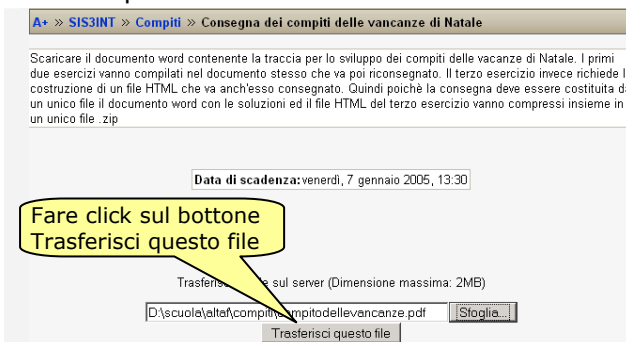 A+ » SIS3INT » Compiti » Consegna dei compiti delle vancanze di Natale
Scaricare il documento word contenente la traccia per lo sviluppo dei compiti delle vacanze di Natale. I primi
due esercizi vanno compilati nel documento stesso che va poi riconsegnato. Il terzo esercizio invece richiede l
costruzione di un file HTML che va anch'esso consegnato. Quindi poichè la consegna deve essere costituita d
un unico file il documento word con le soluzioni ed il file HTML del terzo esercizio vanno compressi insieme in
un unico file .zip
Data di scadenza: venerdì, 7 gennaio 2005, 13:30
Fare click sul bottone
Trasferisci questo file
sul server (Dimensione massima: 2MB)
D:\scuola\altaf\compiti\compitodellevancanze.pdf Sfoglia...
Trasferisci questo file